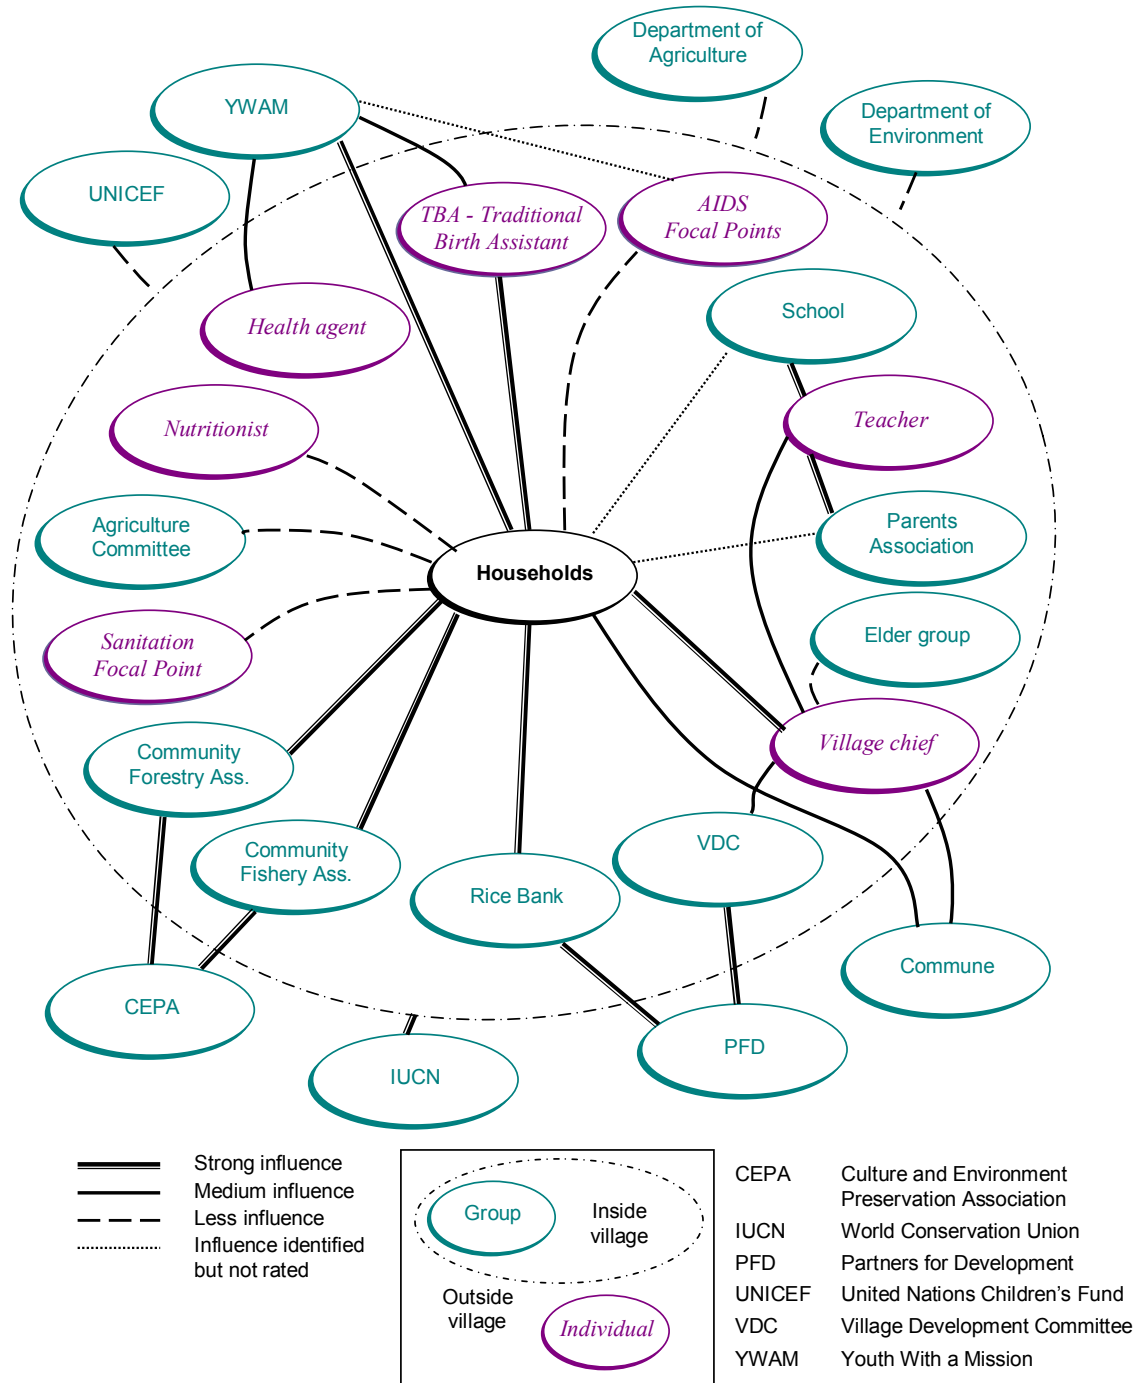 Department of
Agriculture
YWAM
Department of
Environment
UNICEF
TBA - Traditional
Birth Assistant
AIDS
Focal Points
Health agent
School
Nutritionist
Teacher
Agriculture
Committee
Parents
Association
Households
Sanitation
Focal Point
Elder group
Village chief
Community
Forestry Ass.
Community
Fishery Ass.
VDC
Rice Bank
Commune
CEPA
PFD
IUCN
Strong influence
Medium influence
Less influence
Influence identified
but not rated
Group
Inside
village
Outside
village
Individual
CEPA Culture and Environment
Preservation Association
IUCN World Conservation Union
PFD Partners for Development
UNICEF United Nations Children’s Fund
VDC Village Development Committee
YWAM Youth With a Mission